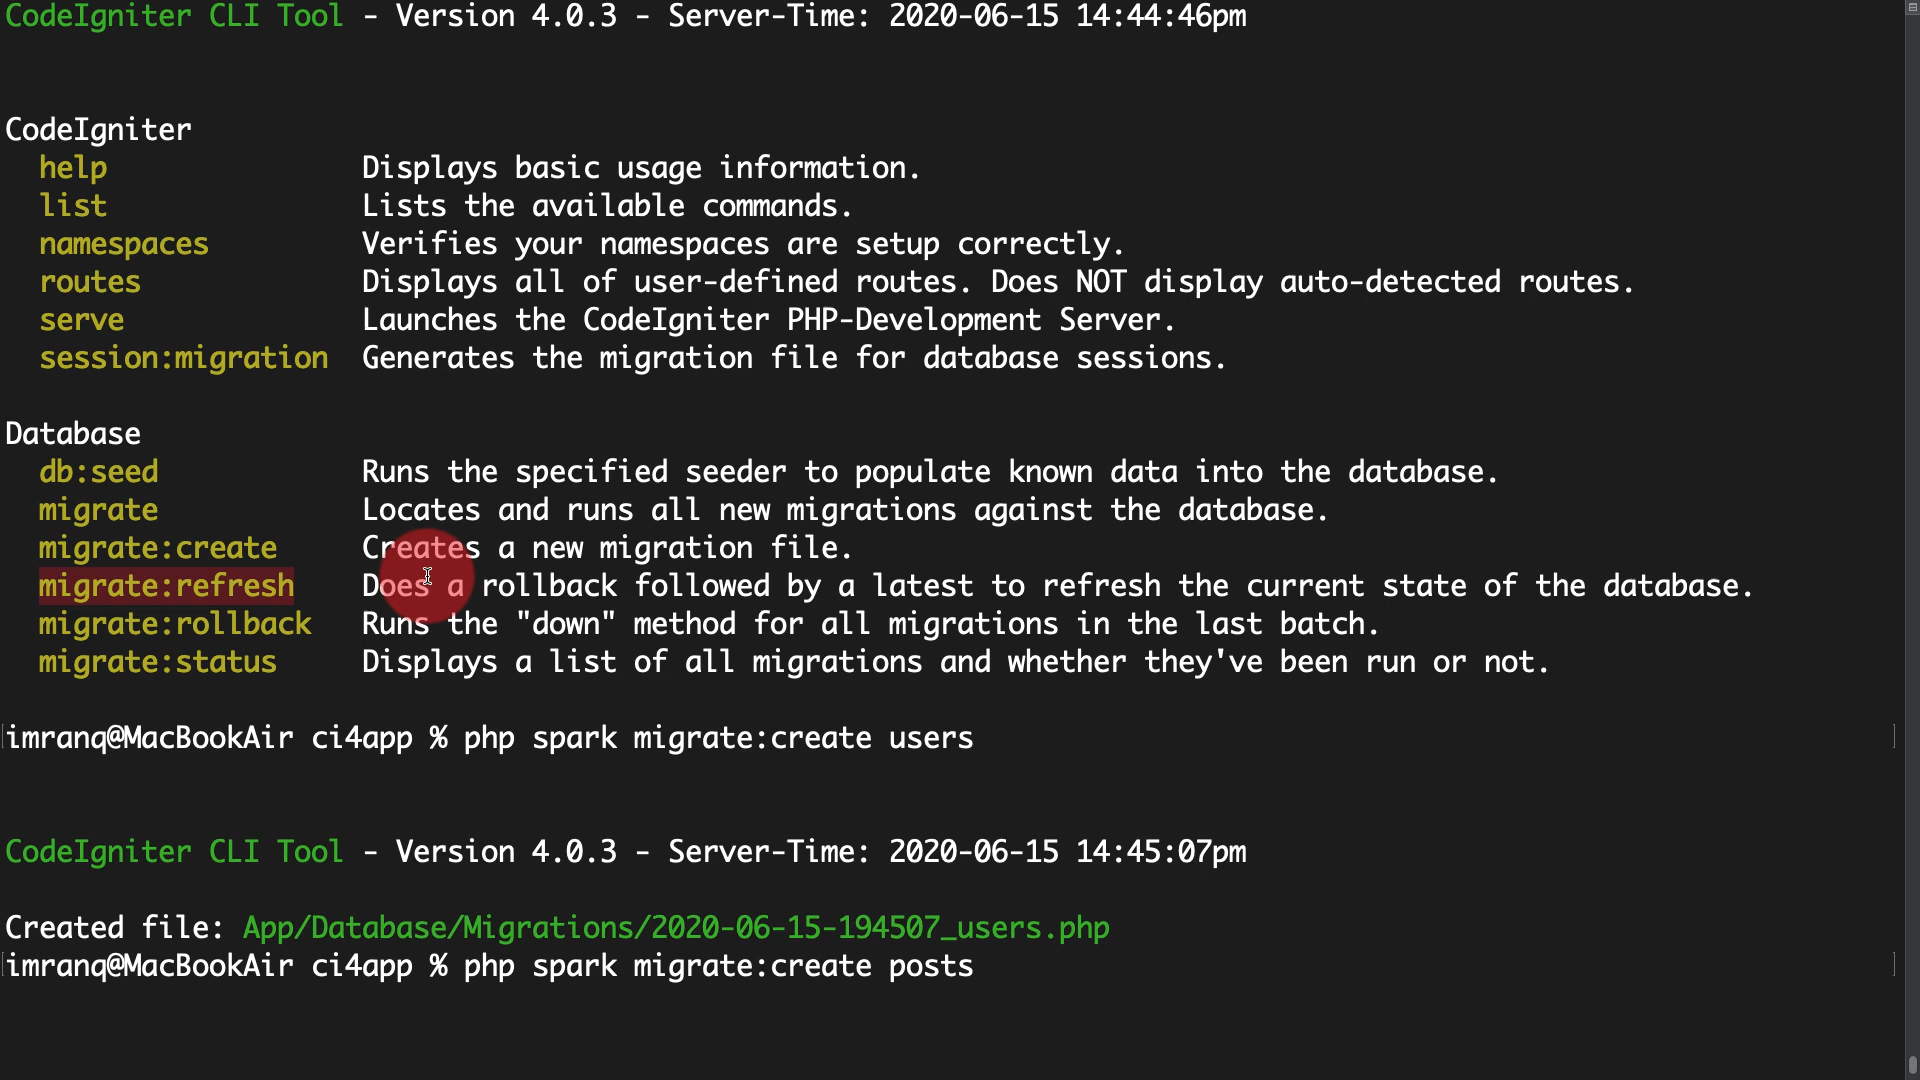 CodeIgniter CLI Tool - Version 4.0.3 - Server-Time: 2020-06-15 14:44:46pm
CodeIgniter
help Displays basic usage information.
list Lists the available commands.
namespaces Verifies your namespaces are setup correctly.
routes Displays all of user-defined routes. Does NOT display auto-detected routes.
serve Launches the CodeIgniter PHP-Development Server.
session:migration Generates the migration file for database sessions.
Database
db:seed Runs the specified seeder to populate known data into the database.
migrate Locates and runs all new migrations against the database.
migrate:create Creates a new migration file.
migrate:refresh Does a rollback followed by a latest to refresh the current state of the database.
migrate:rollback Runs the "down" method for all migrations in the last batch.
migrate:status Displays a list of all migrations and whether they've been run or not.
[imranq@MacBookAir ci4app % php spark migrate:create users ]
CodeIgniter CLI Tool - Version 4.0.3 - Server-Time: 2020-06-15 14:45:07pm
Created file: App/Database/Migrations/2020-06-15-194507_users.php
[imranq@MacBookAir ci4app % php spark migrate:create posts ]